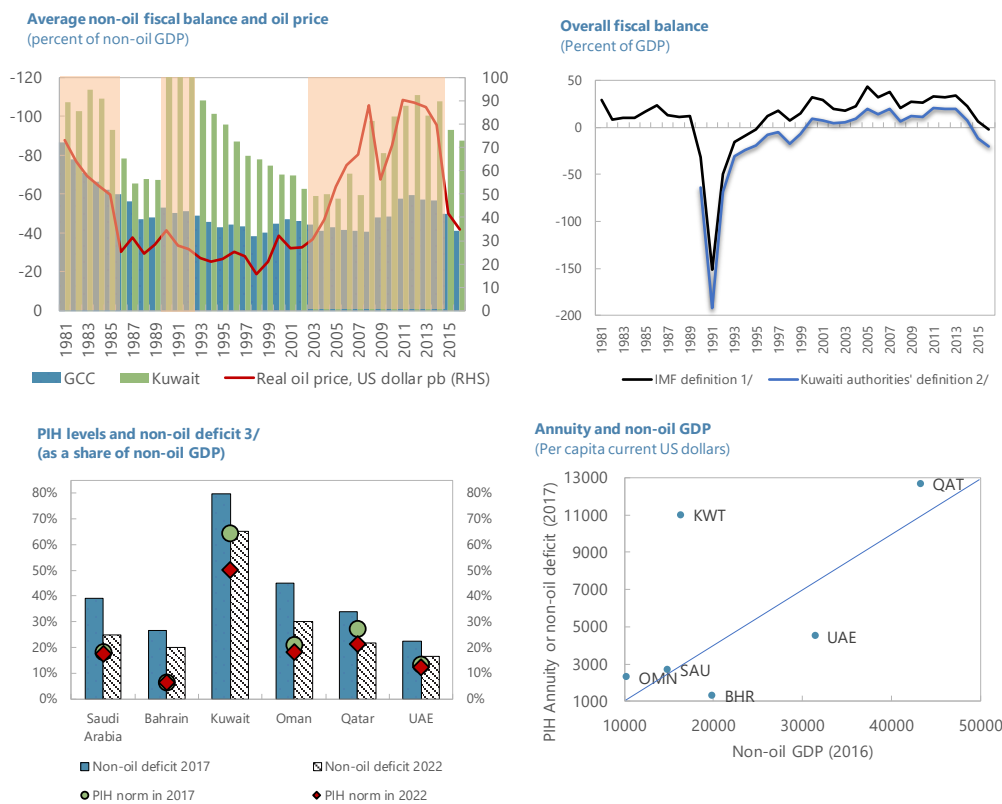 Average non-oil fiscal balance and oil price
(percent of non-oil GDP)
-120
-100
-80
-60
-40
-20
0
100
90
80
70
60
50
40
30
20
10
0
1981
1983
1985
1987
1989
1991
1993
1995
1997
1999
2001
2003
2005
2007
2009
2011
2013
2015
GCC
Kuwait
Real oil price, US dollar pb (RHS)
Overall fiscal balance
(Percent of GDP)
50
0
-50
-100
-150
-200
1981
1983
1985
1987
1989
1991
1993
1995
1997
1999
2001
2003
2005
2007
2009
2011
2013
2015
IMF definition 1/
Kuwaiti authorities' definition 2/
PIH levels and non-oil deficit 3/
(as a share of non-oil GDP)
80%
70%
60%
50%
40%
30%
20%
10%
0%
80%
70%
60%
50%
40%
30%
20%
10%
0%
Saudi
Arabia
Bahrain
Kuwait
Oman
Qatar
UAE
Non-oil deficit 2017
Non-oil deficit 2022
PIH norm in 2017
PIH norm in 2022
Annuity and non-oil GDP
(Per capita current US dollars)
PIH Annuity or non-oil deficit (2017)
13000
11000
9000
7000
5000
3000
1000
QAT
KWT
UAE
SAU
OMN
BHR
10000
20000
30000
40000
50000
Non-oil GDP (2016)